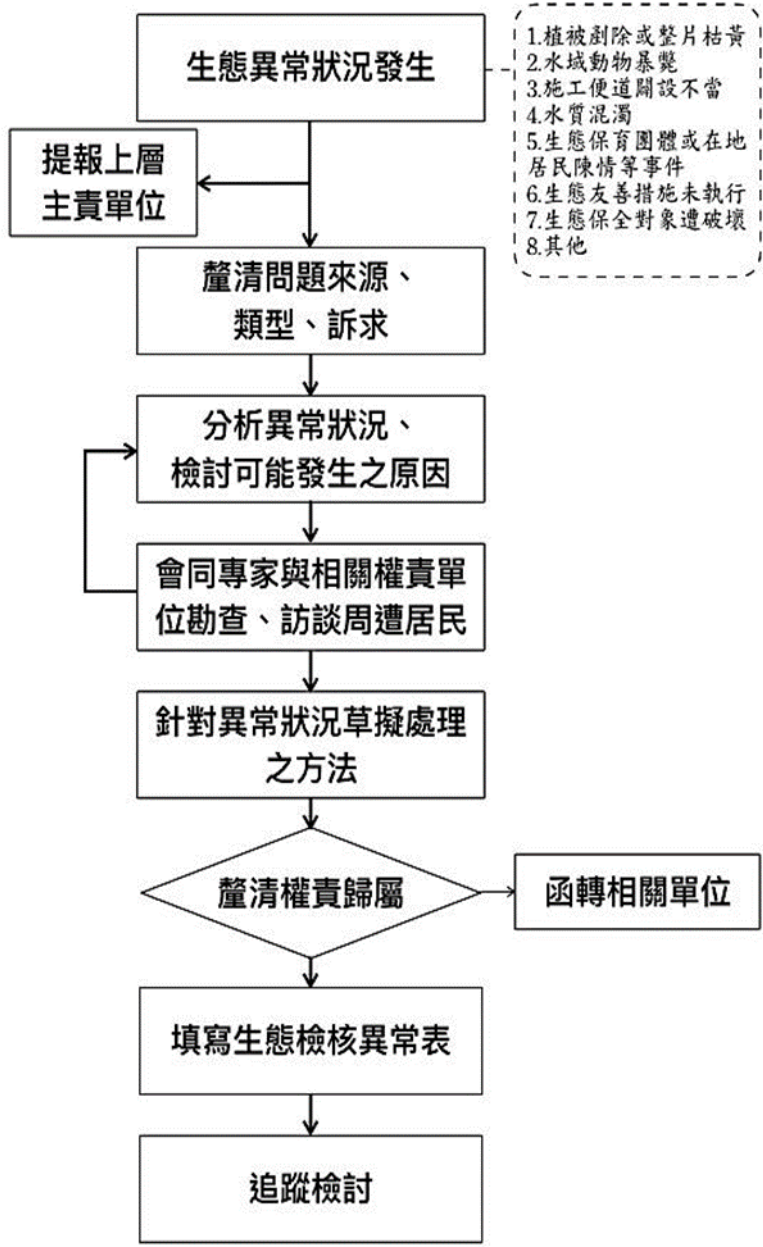 生態異常狀況發生
1.植被剷除或整片枯黃
2.水域動物暴斃
3.施工便道闢設不當
4.水質混濁
5.生態保育團體或在地
居民陳情等事件
6.生態友善措施未執行
7.生態保全對象遭破壞
8.其他
提報上層
主責單位
釐清問題來源、
類型、訴求
分析異常狀況、
檢討可能發生之原因
會同專家與相關權責單
位勘查、訪談周遭居民
針對異常狀況草擬處理
之方法
釐清權責歸屬
函轉相關單位
填寫生態檢核異常表
追蹤檢討